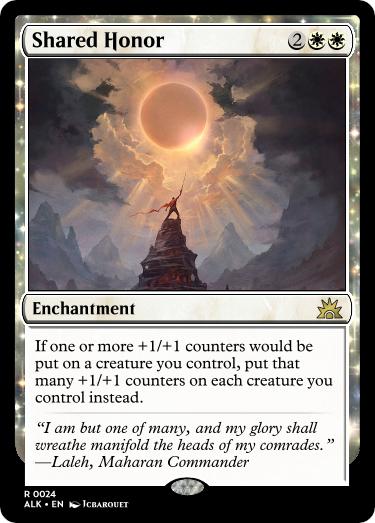 Shared Honor 2
Enchantment
If one or more +1/+1 counters would be
put on a creature you control, put that
many +1/+1 counters on each creature you
control instead.
“I am but one of many, and my glory shall
wreathe manifold the heads of my comrades.”
—Laleh, Maharan Commander
R 0024
ALK • EN JCBAROUET